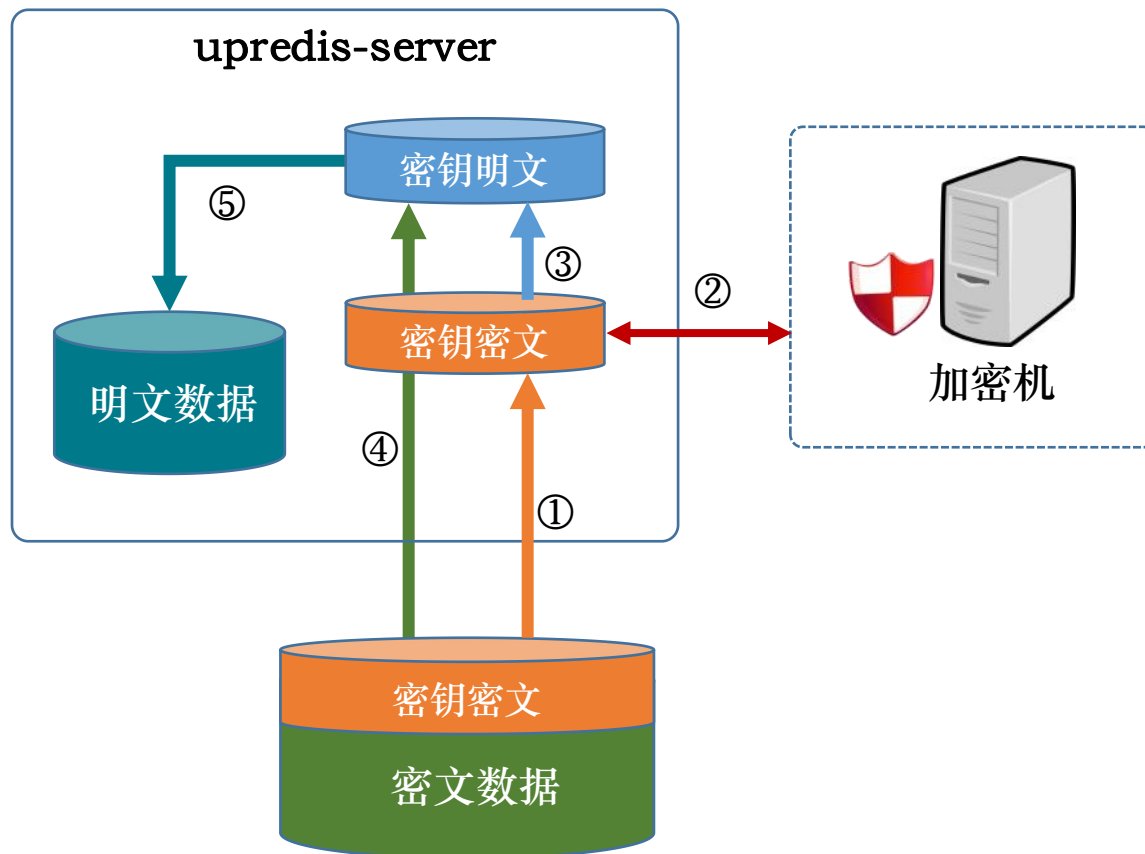 upredis-server
密钥明文
⑤
③
②
密钥密文
加密机
明文数据
④
①
密钥密文
密文数据